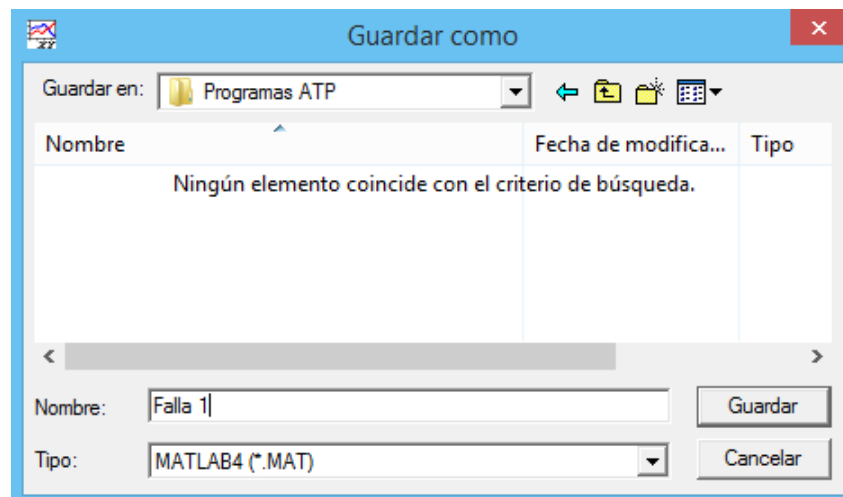 XY
Guardar como
Guardar en: Programas ATP
Nombre Fecha de modifica... Tipo
Ningún elemento coincide con el criterio de búsqueda.
Nombre: Falla 1 Guardar
Tipo: MATLAB4 (*.MAT) Cancelar